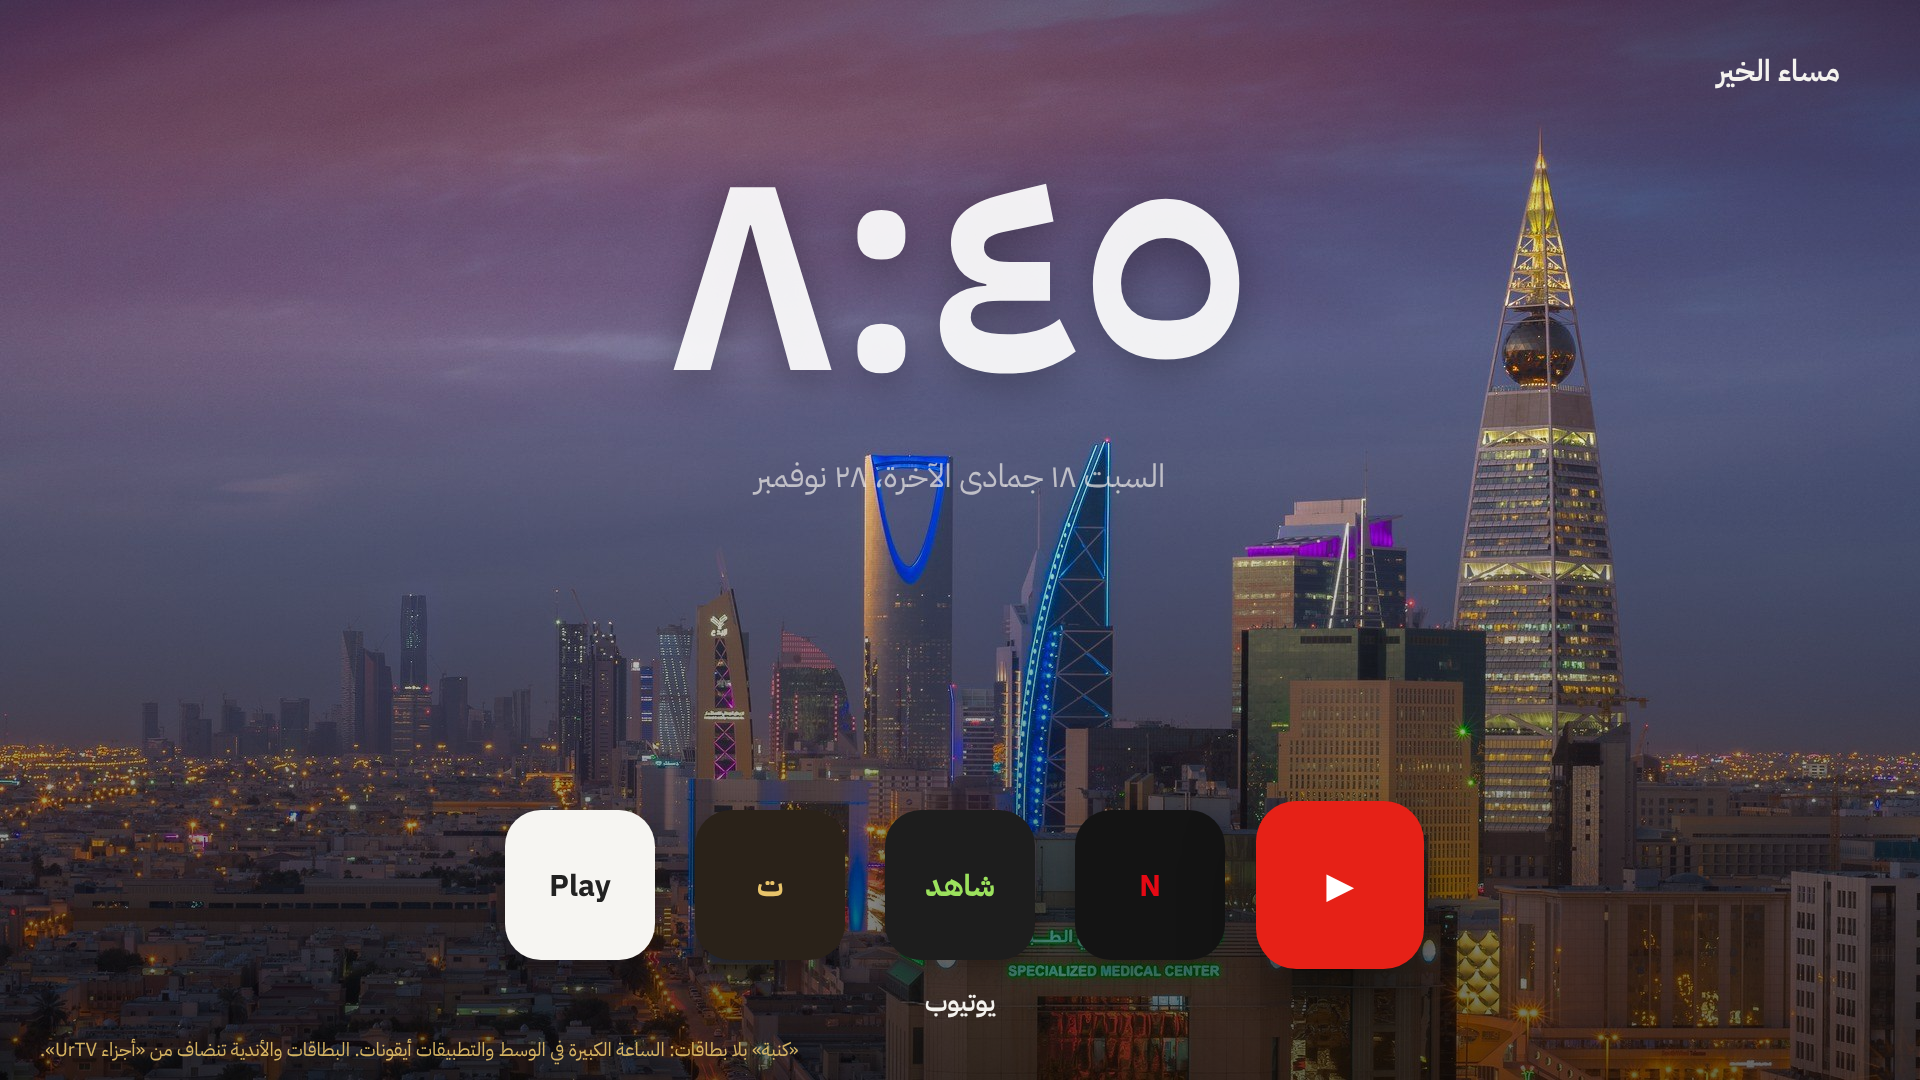 مساء الخير
٨:٤٥
السبت ١٨ جمادى الآخرة، ٢٨ نوفمبر
▶
N
شاهد
ت
Play
SPECIALIZED MEDICAL CENTER
يوتيوب
«كنبة» بلا بطاقات: الساعة الكبيرة في الوسط والتطبيقات أيقونات. البطاقات والأندية تنضاف من «أجزاء UrTV».